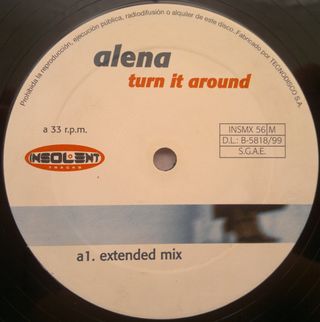 Prohibida la reproducción, ejecución pública, radiodifusión o alquiler de este disco. Fabricado por TECNODISCO S.A.
alena
turn it around
a 33 r.p.m.
INSMX 56 M
D.L.: B-5818/99
S.G.A.E.
INSOLENT
TRACKS
a1. extended mix